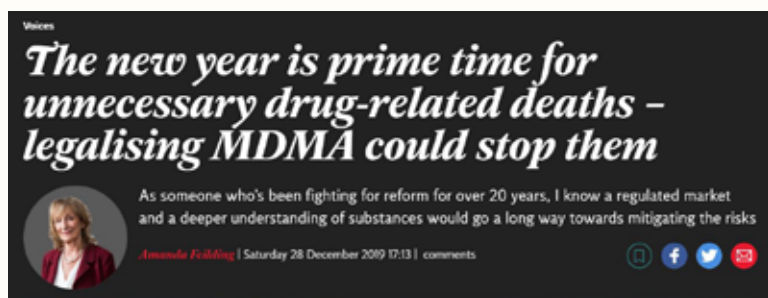 Voices
The new year is prime time for
unnecessary drug-related deaths –
legalising MDMA could stop them
As someone who's been fighting for reform for over 20 years, I know a regulated market
and a deeper understanding of substances would go a long way towards mitigating the risks
Amanda Feilding | Saturday 28 December 2019 17:13 | comments